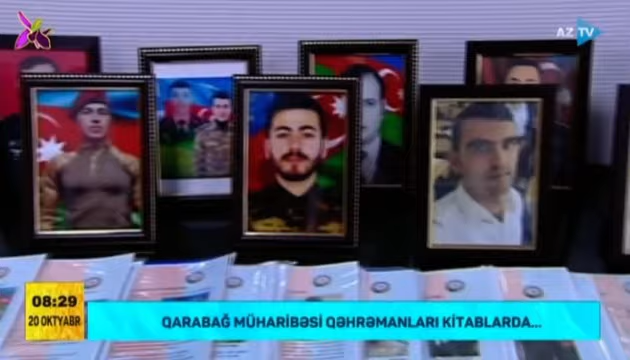 AZ TV
08:29
20 OKTYABR
QARABAĞ MÜHARİBƏSİ QƏHRƏMANLARI KİTABLARDA...